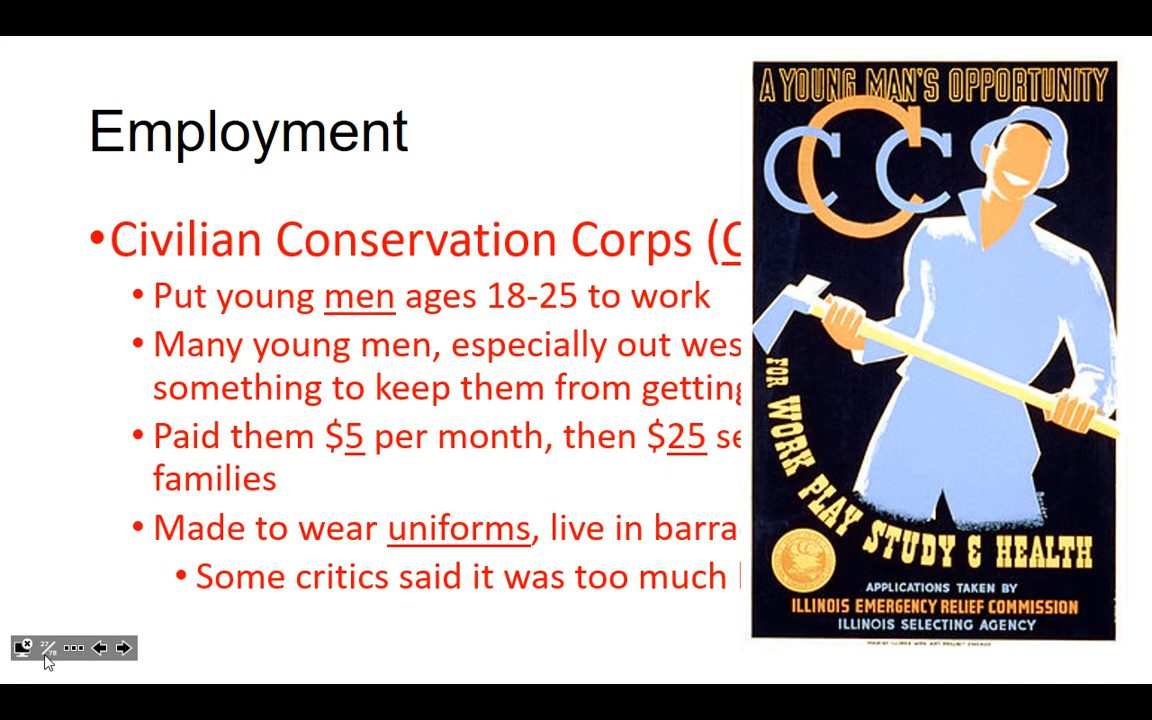 Employment
•Civilian Conservation Corps (C
• Put young men ages 18-25 to work
• Many young men, especially out wes
something to keep them from getting
• Paid them $5 per month, then $25 se
families
• Made to wear uniforms, live in barra
• Some critics said it was too much
A YOUNG MAN'S OPPORTUNITY
CCC
FOR WORK PLAY STUDY & HEALTH
APPLICATIONS TAKEN BY
ILLINOIS EMERGENCY RELIEF COMMISSION
ILLINOIS SELECTING AGENCY
27/78